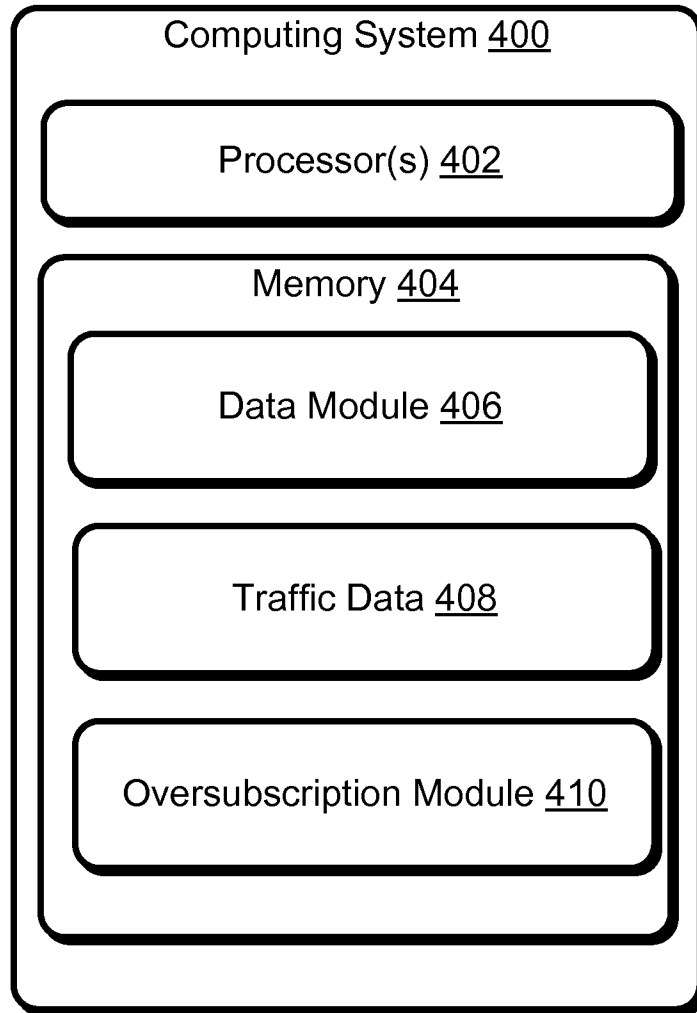 Computing System 400
Processor(s) 402
Memory 404
Data Module 406
Traffic Data 408
Oversubscription Module 410